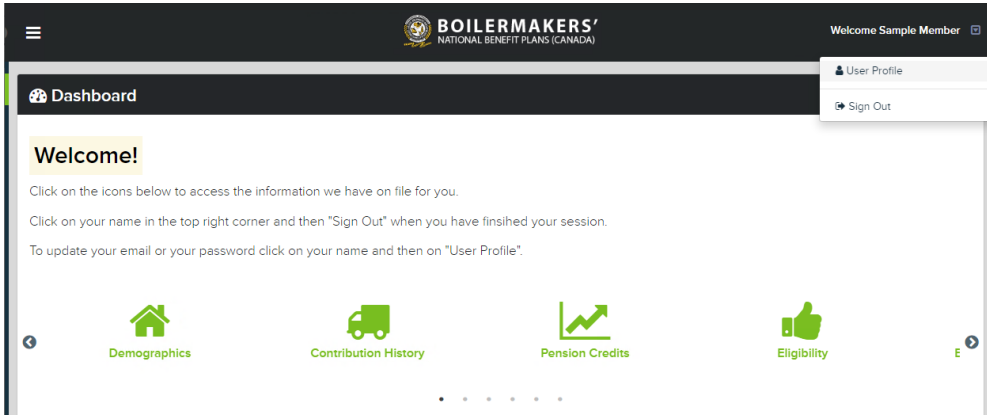 BOILERMAKERS'
NATIONAL BENEFIT PLANS (CANADA)
Welcome Sample Member
User Profile
Sign Out
Dashboard
Welcome!
Click on the icons below to access the information we have on file for you.
Click on your name in the top right corner and then "Sign Out" when you have finsihed your session.
To update your email or your password click on your name and then on "User Profile".
Demographics
Contribution History
Pension Credits
Eligibility
E